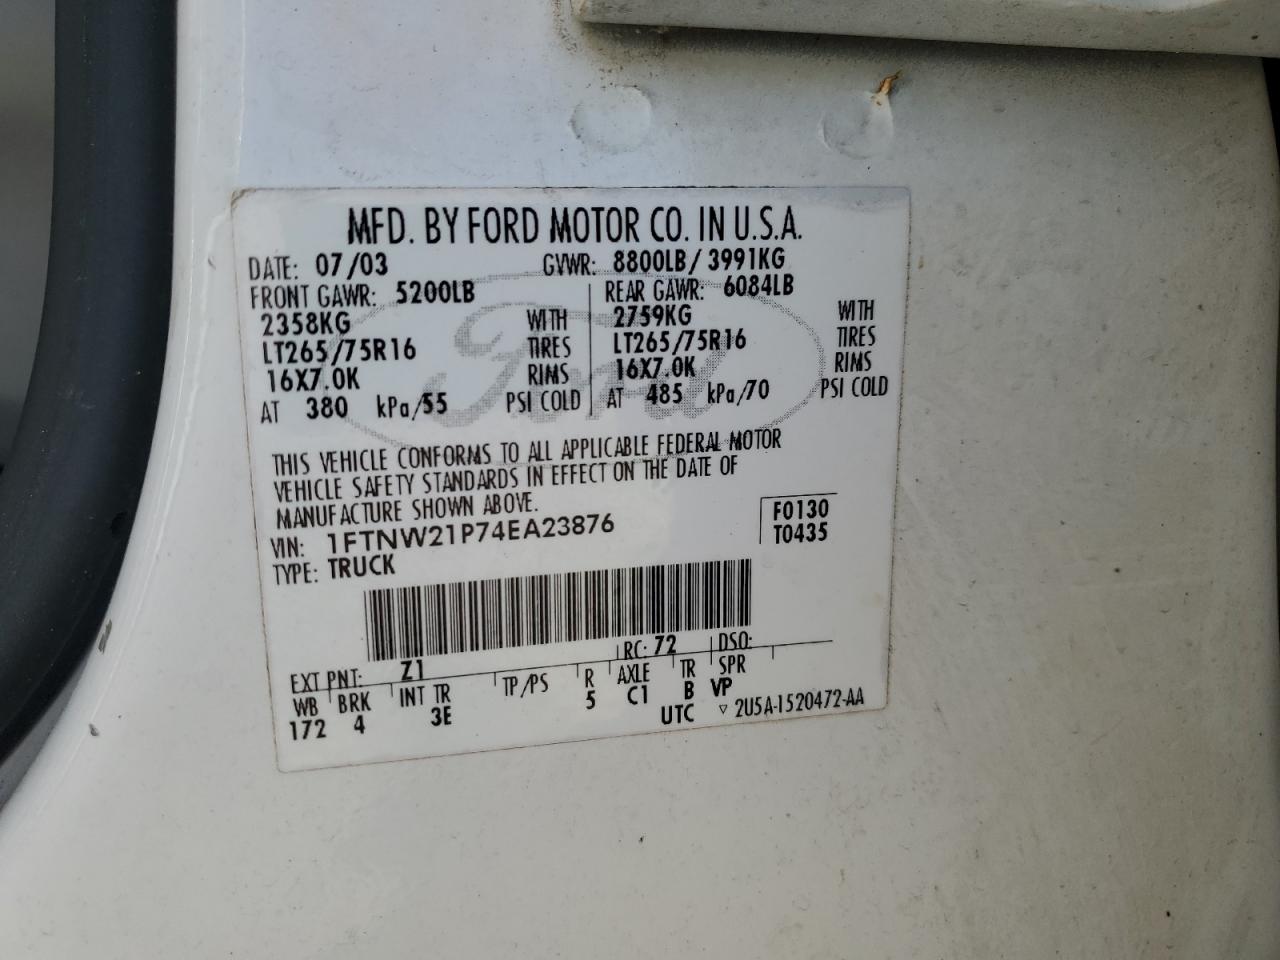 MFD. BY FORD MOTOR CO. IN U.S.A.
DATE: 07/03 GVWR: 8800LB/ 3991KG
FRONT GAWR: 5200LB REAR GAWR: 6084LB
2358KG WITH 2759KG WITH
LT265/75R16 TIRES LT265/75R16 TIRES
16X7.0K RIMS 16X7.0K RIMS
AT 380 kPa/55 PSI COLD AT 485 kPa/70 PSI COLD
Ford
THIS VEHICLE CONFORMS TO ALL APPLICABLE FEDERAL MOTOR
VEHICLE SAFETY STANDARDS IN EFFECT ON THE DATE OF
MANUFACTURE SHOWN ABOVE.
VIN: 1FTNW21P74EA23876 F0130
TYPE: TRUCK T0435
EXT PNT: Z1 RC: 72 DSO:
WB BRK INT TR TP/PS R AXLE TR SPR
172 4 3E 5 C1 B VP
UTC ▽ 2U5A-1520472-AA